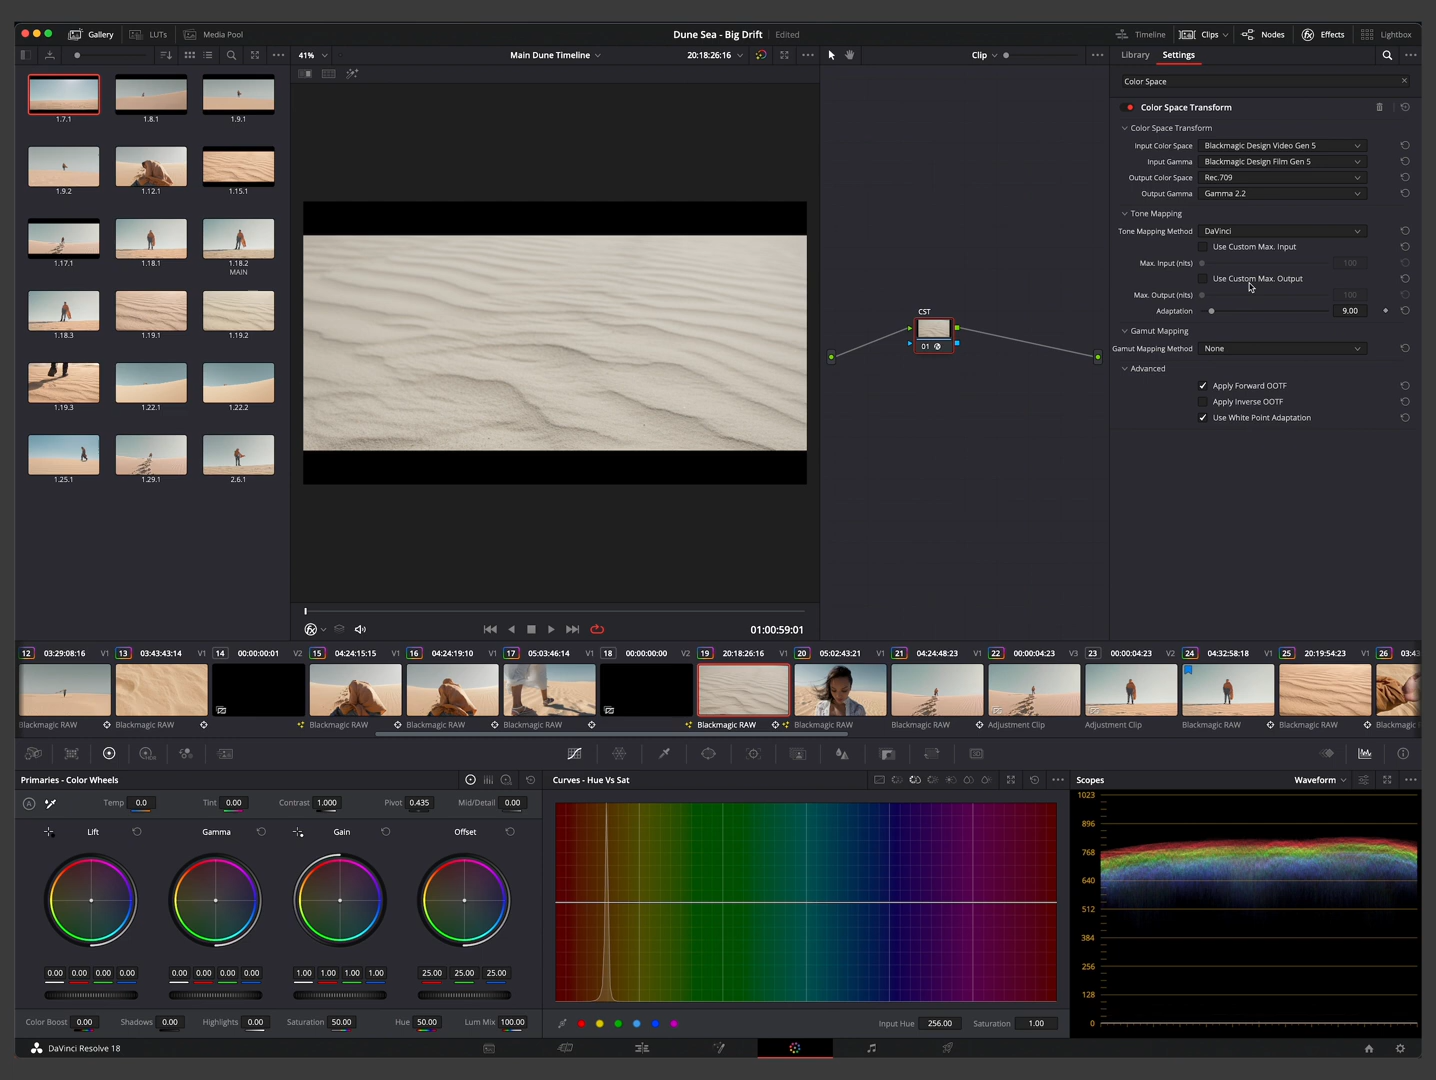 Gallery LUTs Media Pool Dune Sea - Big Drift Edited Timeline Clips Nodes Effects Lightbox
41% Main Dune Timeline 20:18:26:16 Clip Library Settings
Color Space
1.7.1 1.8.1 1.9.1
1.9.2 1.12.1 1.15.1
1.17.1 1.18.1 1.18.2
MAIN
1.18.3 1.19.1 1.19.2
1.19.3 1.22.1 1.22.2
1.25.1 1.29.1 2.6.1
CST
01
Color Space Transform
Color Space Transform
Input Color Space Blackmagic Design Video Gen 5
Input Gamma Blackmagic Design Film Gen 5
Output Color Space Rec.709
Output Gamma Gamma 2.2
Tone Mapping
Tone Mapping Method DaVinci
Use Custom Max. Input
Max. Input (nits) 100
Use Custom Max. Output
Max. Output (nits) 100
Adaptation 9.00
Gamut Mapping
Gamut Mapping Method None
Advanced
Apply Forward OOTF
Apply Inverse OOTF
Use White Point Adaptation
01:00:59:01
12 03:29:08:16 V1 13 03:43:43:14 V1 14 00:00:00:01 V2 15 04:24:15:15 V1 16 04:24:19:10 V1 17 05:03:46:14 V1 18 00:00:00:00 V2 19 20:18:26:16 V1 20 05:02:43:21 V1 21 04:24:48:23 V1 22 00:00:04:23 V3 23 00:00:04:23 V2 24 04:32:58:18 V1 25 20:19:54:23 V1 26 03:4
Blackmagic RAW Blackmagic RAW Blackmagic RAW Blackmagic RAW Blackmagic RAW Blackmagic RAW Blackmagic RAW Blackmagic RAW Adjustment Clip Adjustment Clip Blackmagic RAW Blackmagic RAW Blackmagic
Primaries - Color Wheels Curves - Hue Vs Sat Scopes Waveform
A Temp 0.0 Tint 0.00 Contrast 1.000 Pivot 0.435 Mid/Detail 0.00
Lift Gamma Gain Offset
0.00 0.00 0.00 0.00 0.00 0.00 0.00 0.00 1.00 1.00 1.00 1.00 25.00 25.00 25.00
Color Boost 0.00 Shadows 0.00 Highlights 0.00 Saturation 50.00 Hue 50.00 Lum Mix 100.00
Input Hue 256.00 Saturation 1.00
1023
896
768
640
512
384
256
128
0
DaVinci Resolve 18